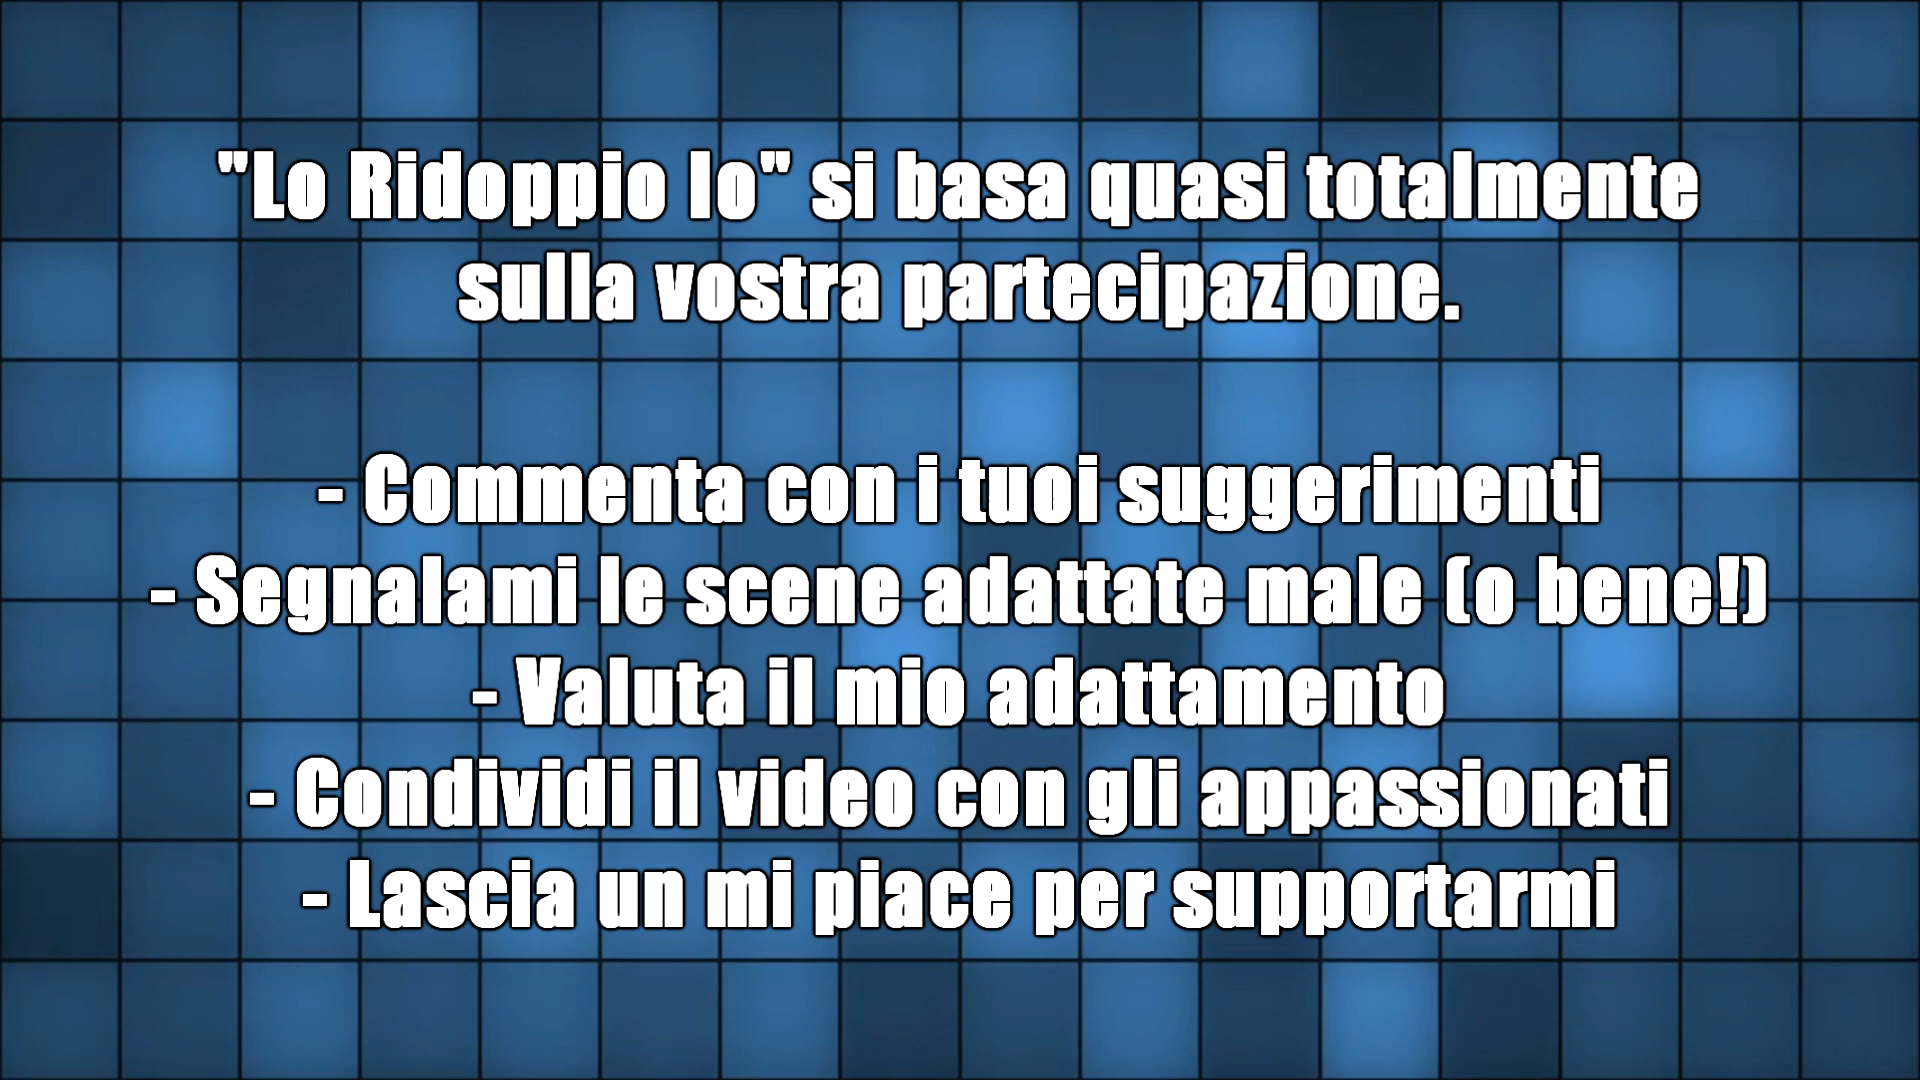 "Lo Ridoppio Io" si basa quasi totalmente
sulla vostra partecipazione.
- Commenta con i tuoi suggerimenti
- Segnalami le scene adattate male (o bene!)
- Valuta il mio adattamento
- Condividi il video con gli appassionati
- Lascia un mi piace per supportarmi